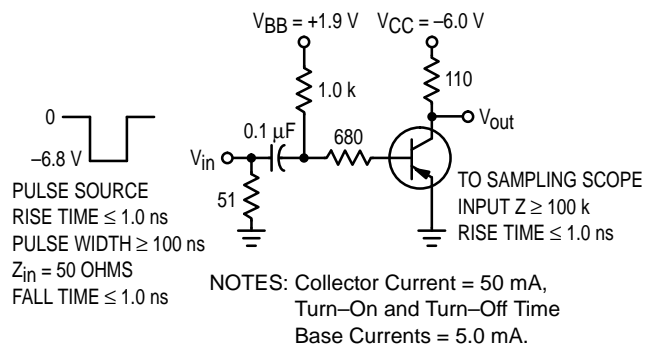 V_BB = +1.9 V
V_CC = –6.0 V
1.0 k
110
V_out
0
–6.8 V
0.1 µF
680
V_in
51
PULSE SOURCE
RISE TIME ≤ 1.0 ns
PULSE WIDTH ≥ 100 ns
Z_in = 50 OHMS
FALL TIME ≤ 1.0 ns
TO SAMPLING SCOPE
INPUT Z ≥ 100 k
RISE TIME ≤ 1.0 ns
NOTES: Collector Current = 50 mA,
Turn–On and Turn–Off Time
Base Currents = 5.0 mA.